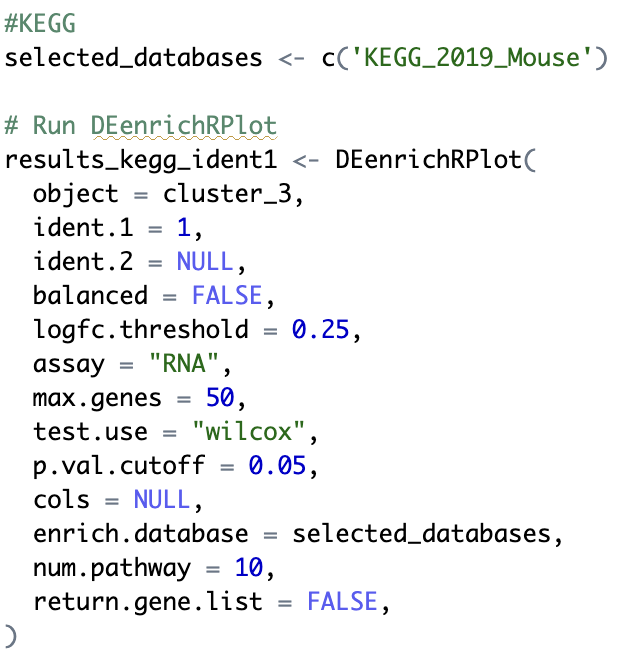 #KEGG
selected_databases <- c('KEGG_2019_Mouse')
# Run DEenrichRPlot
results_kegg_ident1 <- DEenrichRPlot(
object = cluster_3,
ident.1 = 1,
ident.2 = NULL,
balanced = FALSE,
logfc.threshold = 0.25,
assay = "RNA",
max.genes = 50,
test.use = "wilcox",
p.val.cutoff = 0.05,
cols = NULL,
enrich.database = selected_databases,
num.pathway = 10,
return.gene.list = FALSE,
)